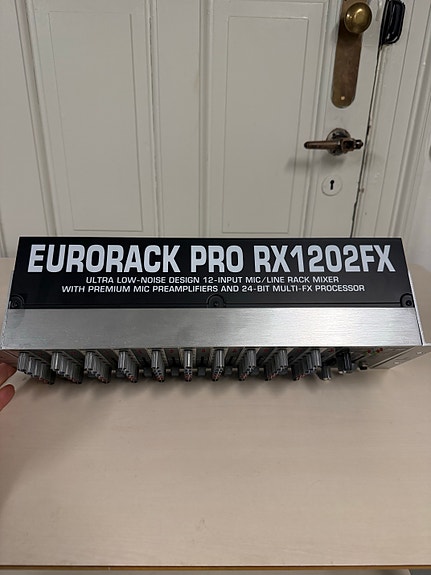 EURORACK PRO RX1202FX
ULTRA LOW-NOISE DESIGN 12-INPUT MIC/LINE RACK MIXER
WITH PREMIUM MIC PREAMPLIFIERS AND 24-BIT MULTI-FX PROCESSOR